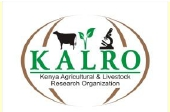 KALRO
Kenya Agricultural & Livestock
Research Organization